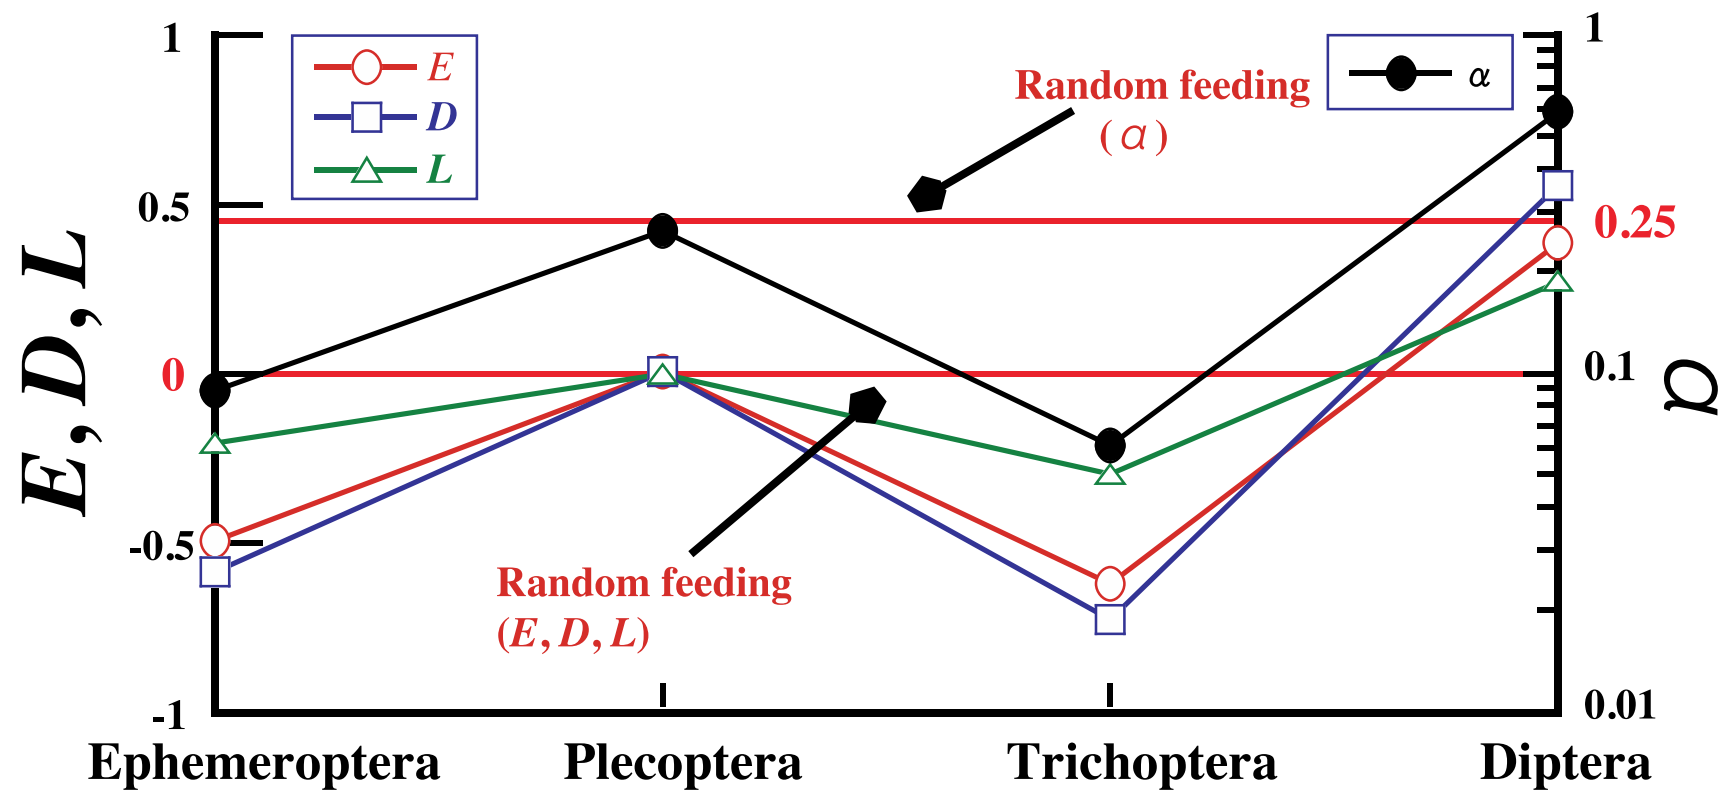 E
D
L
α
Random feeding
(α)
Random feeding
(E, D, L)
E, D, L
1
0.5
0
-0.5
-1
1
0.25
0.1
0.01
α
Ephemeroptera Plecoptera Trichoptera Diptera